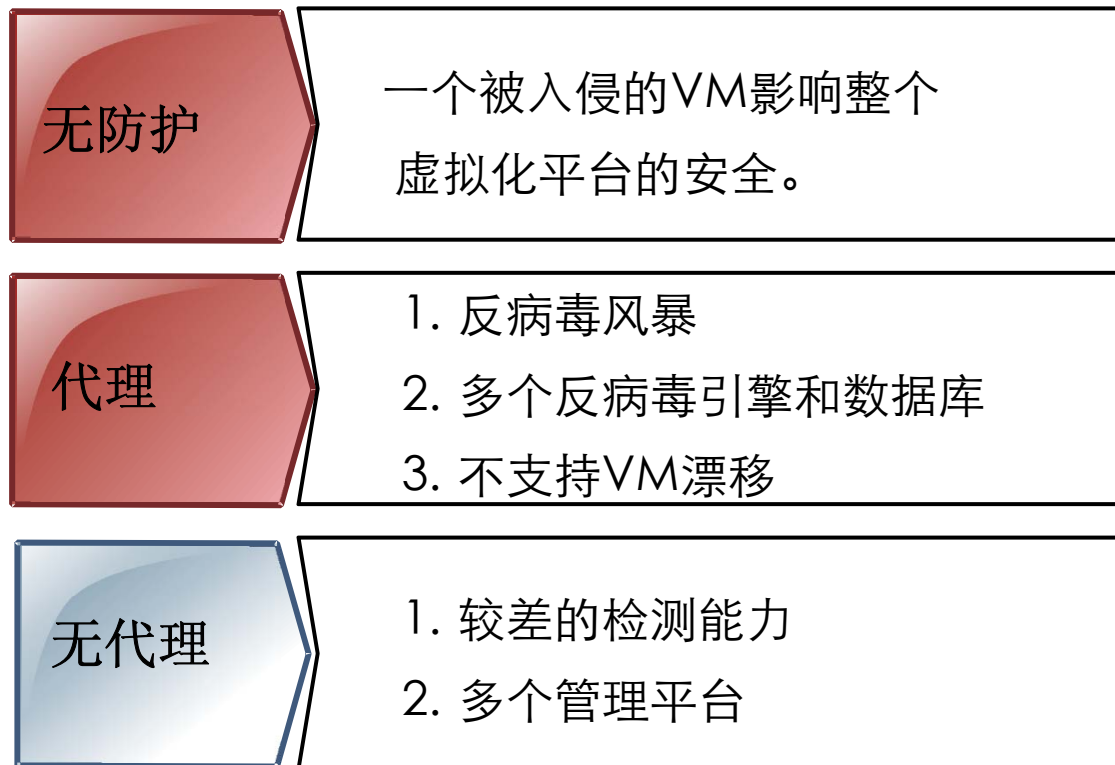 无防护
一个被入侵的VM影响整个
虚拟化平台的安全。
代理
1. 反病毒风暴
2. 多个反病毒引擎和数据库
3. 不支持VM漂移
无代理
1. 较差的检测能力
2. 多个管理平台